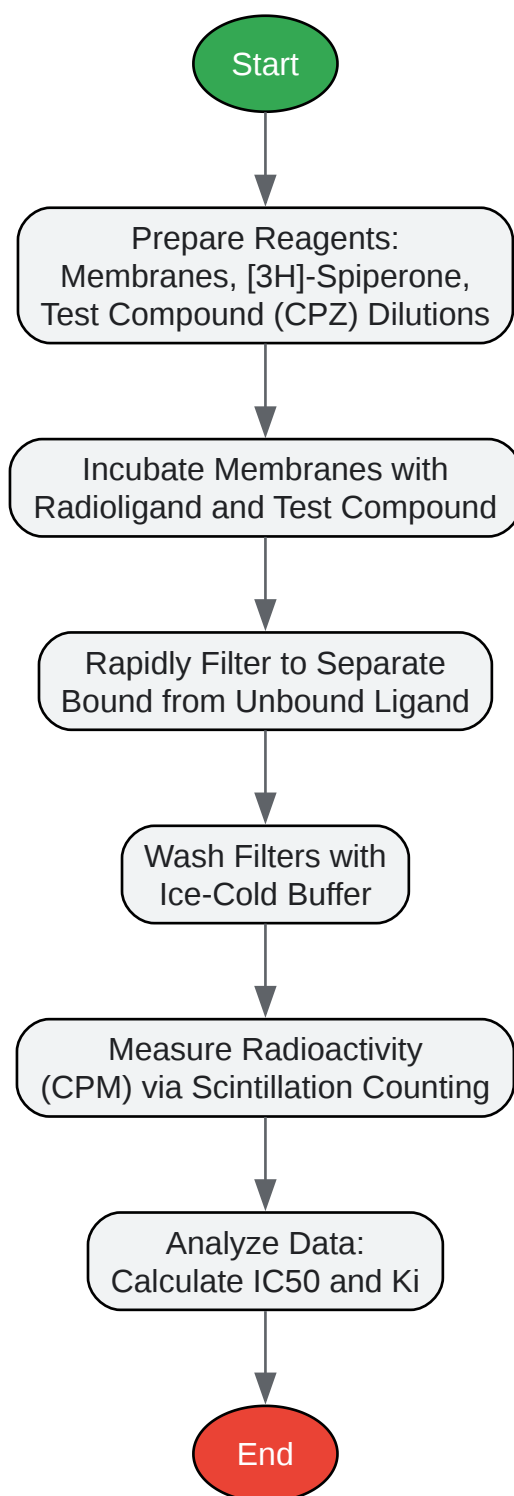 Start
Prepare Reagents:
Membranes, [3H]-Spiperone,
Test Compound (CPZ) Dilutions
Incubate Membranes with
Radioligand and Test Compound
Rapidly Filter to Separate
Bound from Unbound Ligand
Wash Filters with
Ice-Cold Buffer
Measure Radioactivity
(CPM) via Scintillation Counting
Analyze Data:
Calculate IC50 and Ki
End